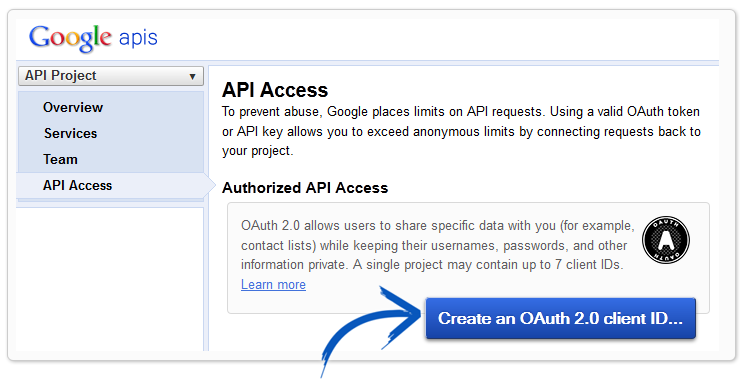 Google apis
API Project
Overview
Services
Team
API Access
API Access
To prevent abuse, Google places limits on API requests. Using a valid OAuth token
or API key allows you to exceed anonymous limits by connecting requests back to
your project.
Authorized API Access
OAuth 2.0 allows users to share specific data with you (for example,
contact lists) while keeping their usernames, passwords, and other
information private. A single project may contain up to 7 client IDs.
Learn more
OAUTH
A
OAUTH
Create an OAuth 2.0 client ID...